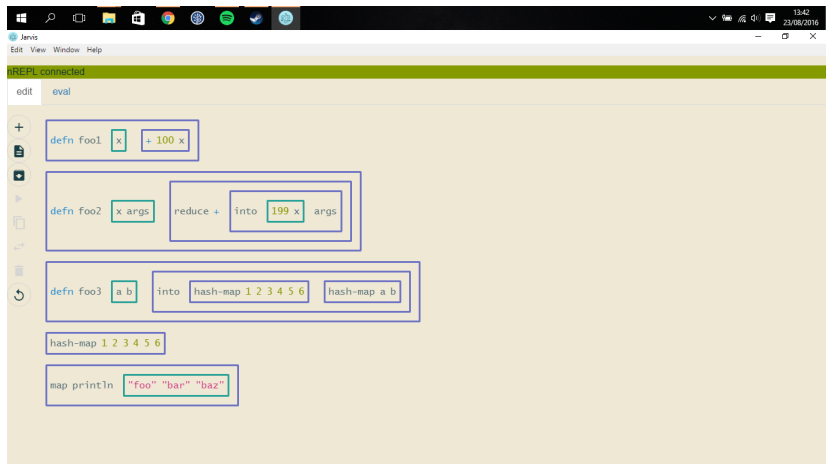 13:42
23/08/2016
Jarvis
Edit View Window Help
nREPL connected
edit eval
defn foo1 x + 100 x
defn foo2 x args reduce + into 199 x args
defn foo3 a b into hash-map 1 2 3 4 5 6 hash-map a b
hash-map 1 2 3 4 5 6
map println "foo" "bar" "baz"